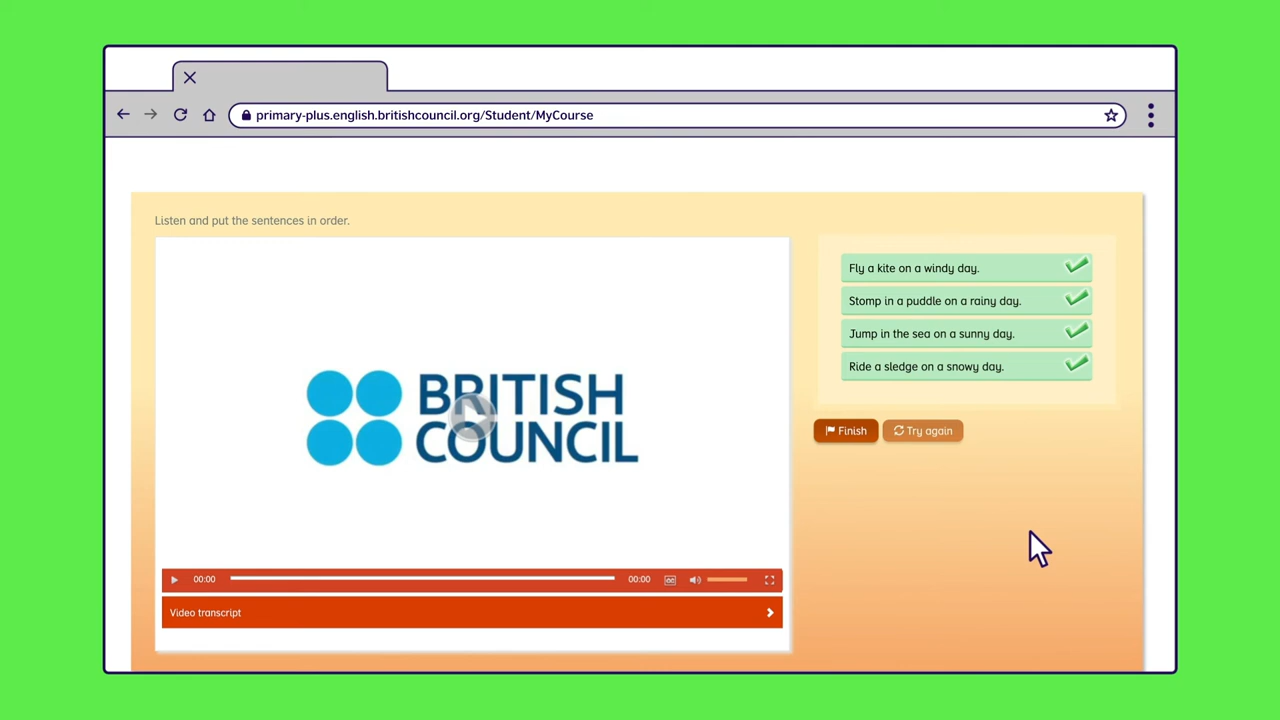 primary-plus.english.britishcouncil.org/Student/MyCourse
Listen and put the sentences in order.
BRITISH
COUNCIL
00:00
00:00
CC
Video transcript
Fly a kite on a windy day.
Stomp in a puddle on a rainy day.
Jump in the sea on a sunny day.
Ride a sledge on a snowy day.
Finish
Try again